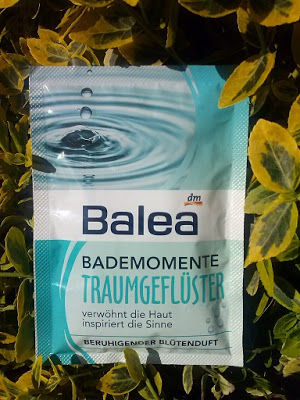 dm
Balea
BADEMOMENTE
TRAUMGEFLÜSTER
verwöhnt die Haut
inspiriert die Sinne
BERUHIGENDER BLÜTENDUFT